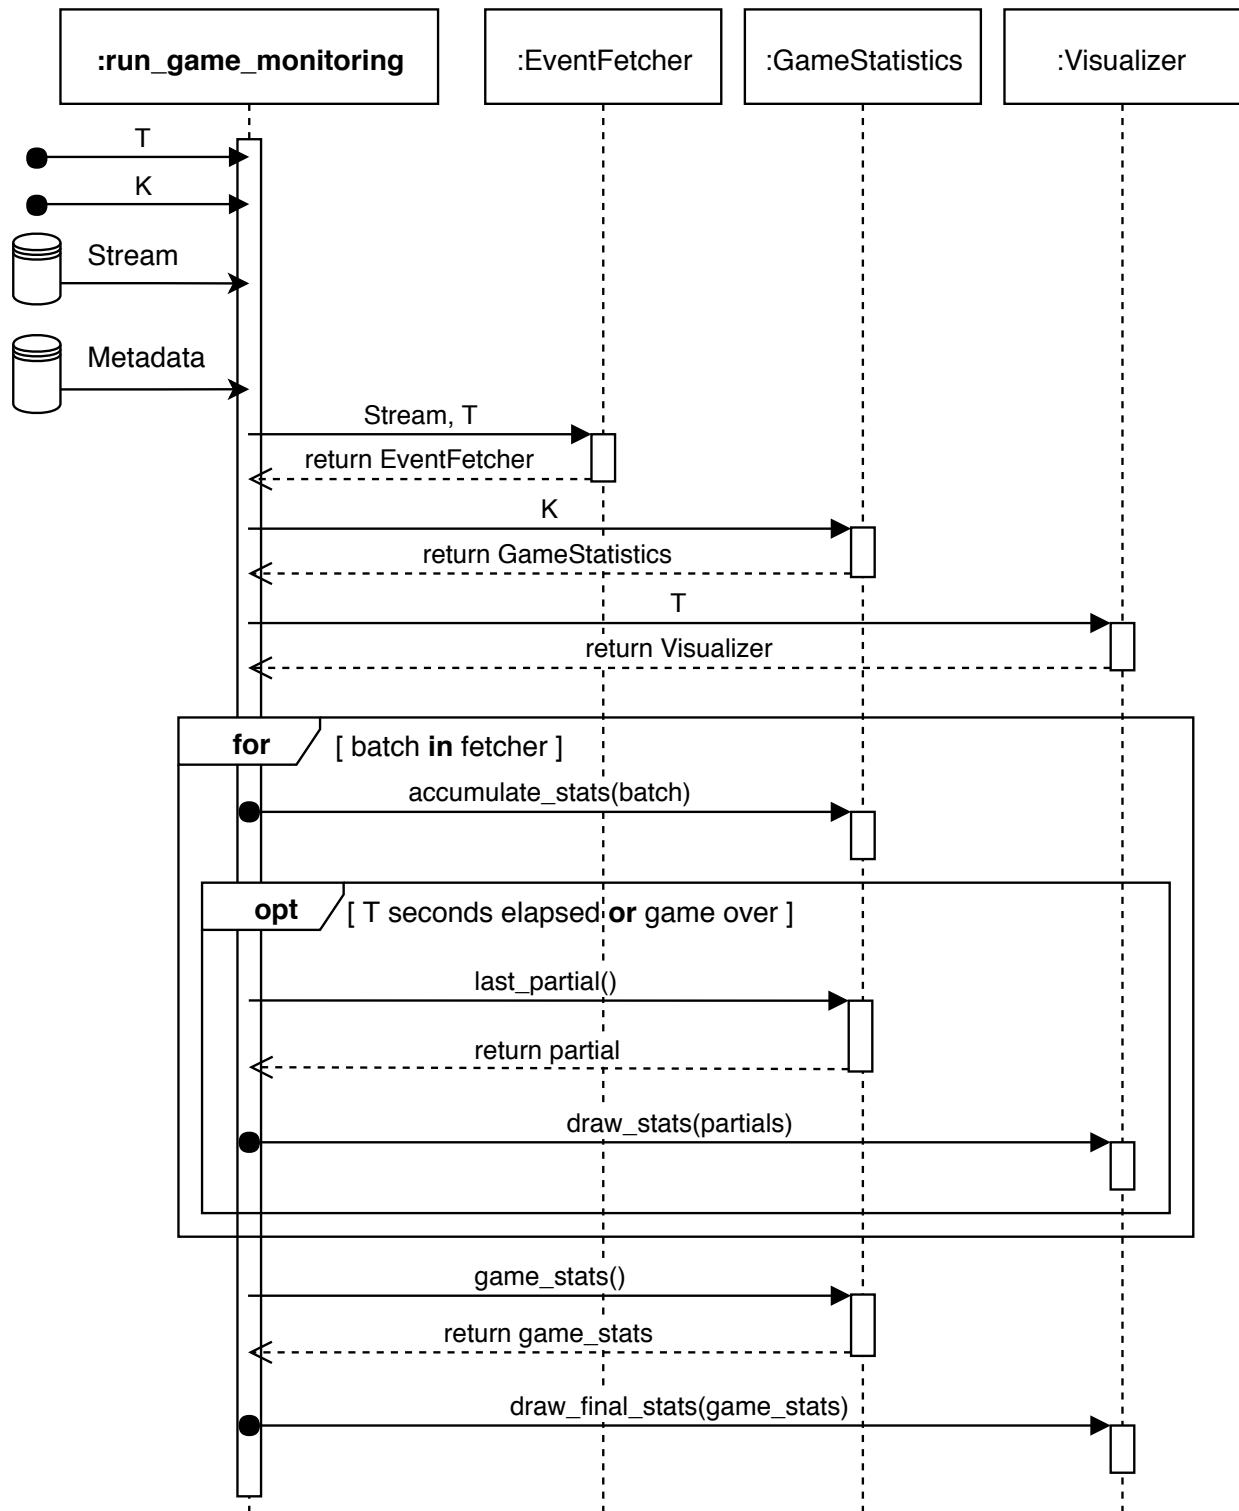 :run_game_monitoring
:EventFetcher
:GameStatistics
:Visualizer
T
K
Stream
Metadata
Stream, T
return EventFetcher
K
return GameStatistics
T
return Visualizer
for [ batch in fetcher ]
accumulate_stats(batch)
opt [ T seconds elapsed or game over ]
last_partial()
return partial
draw_stats(partials)
game_stats()
return game_stats
draw_final_stats(game_stats)